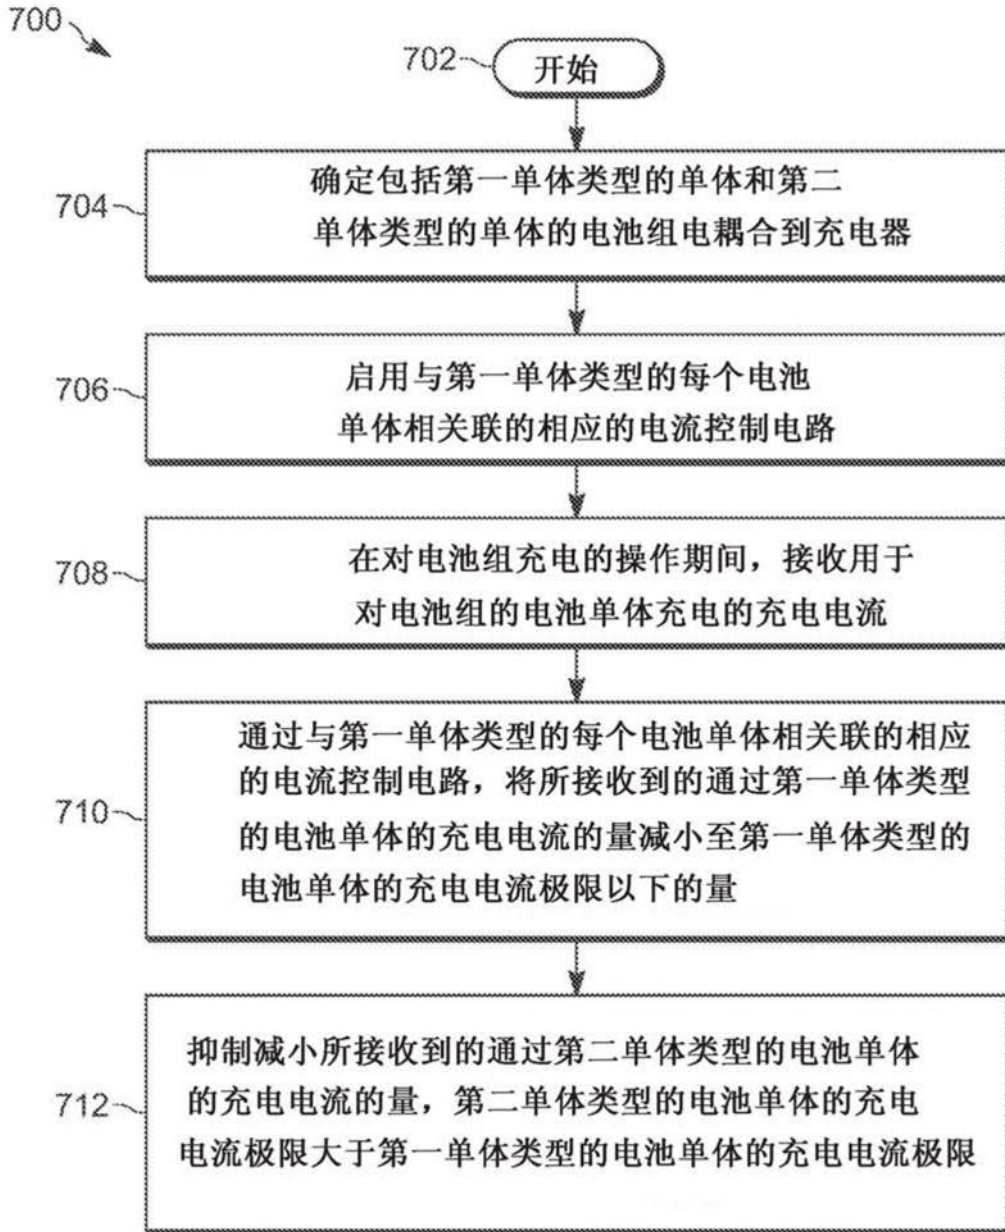 700
702 开始
704
确定包括第一单体类型的单体和第二
单体类型的单体的电池组电耦合到充电器
706
启用与第一单体类型的每个电池
单体相关联的相应的电流控制电路
708
在对电池组充电的操作期间，接收用于
对电池组的电池单体充电的充电电流
710
通过与第一单体类型的每个电池单体相关联的相应
的电流控制电路，将所接收到的通过第一单体类型
的电池单体的充电电流的量减小至第一单体类型的
电池单体的充电电流极限以下的量
712
抑制减小所接收到的通过第二单体类型的电池单体
的充电电流的量，第二单体类型的电池单体的充电
电流极限大于第一单体类型的电池单体的充电电流极限